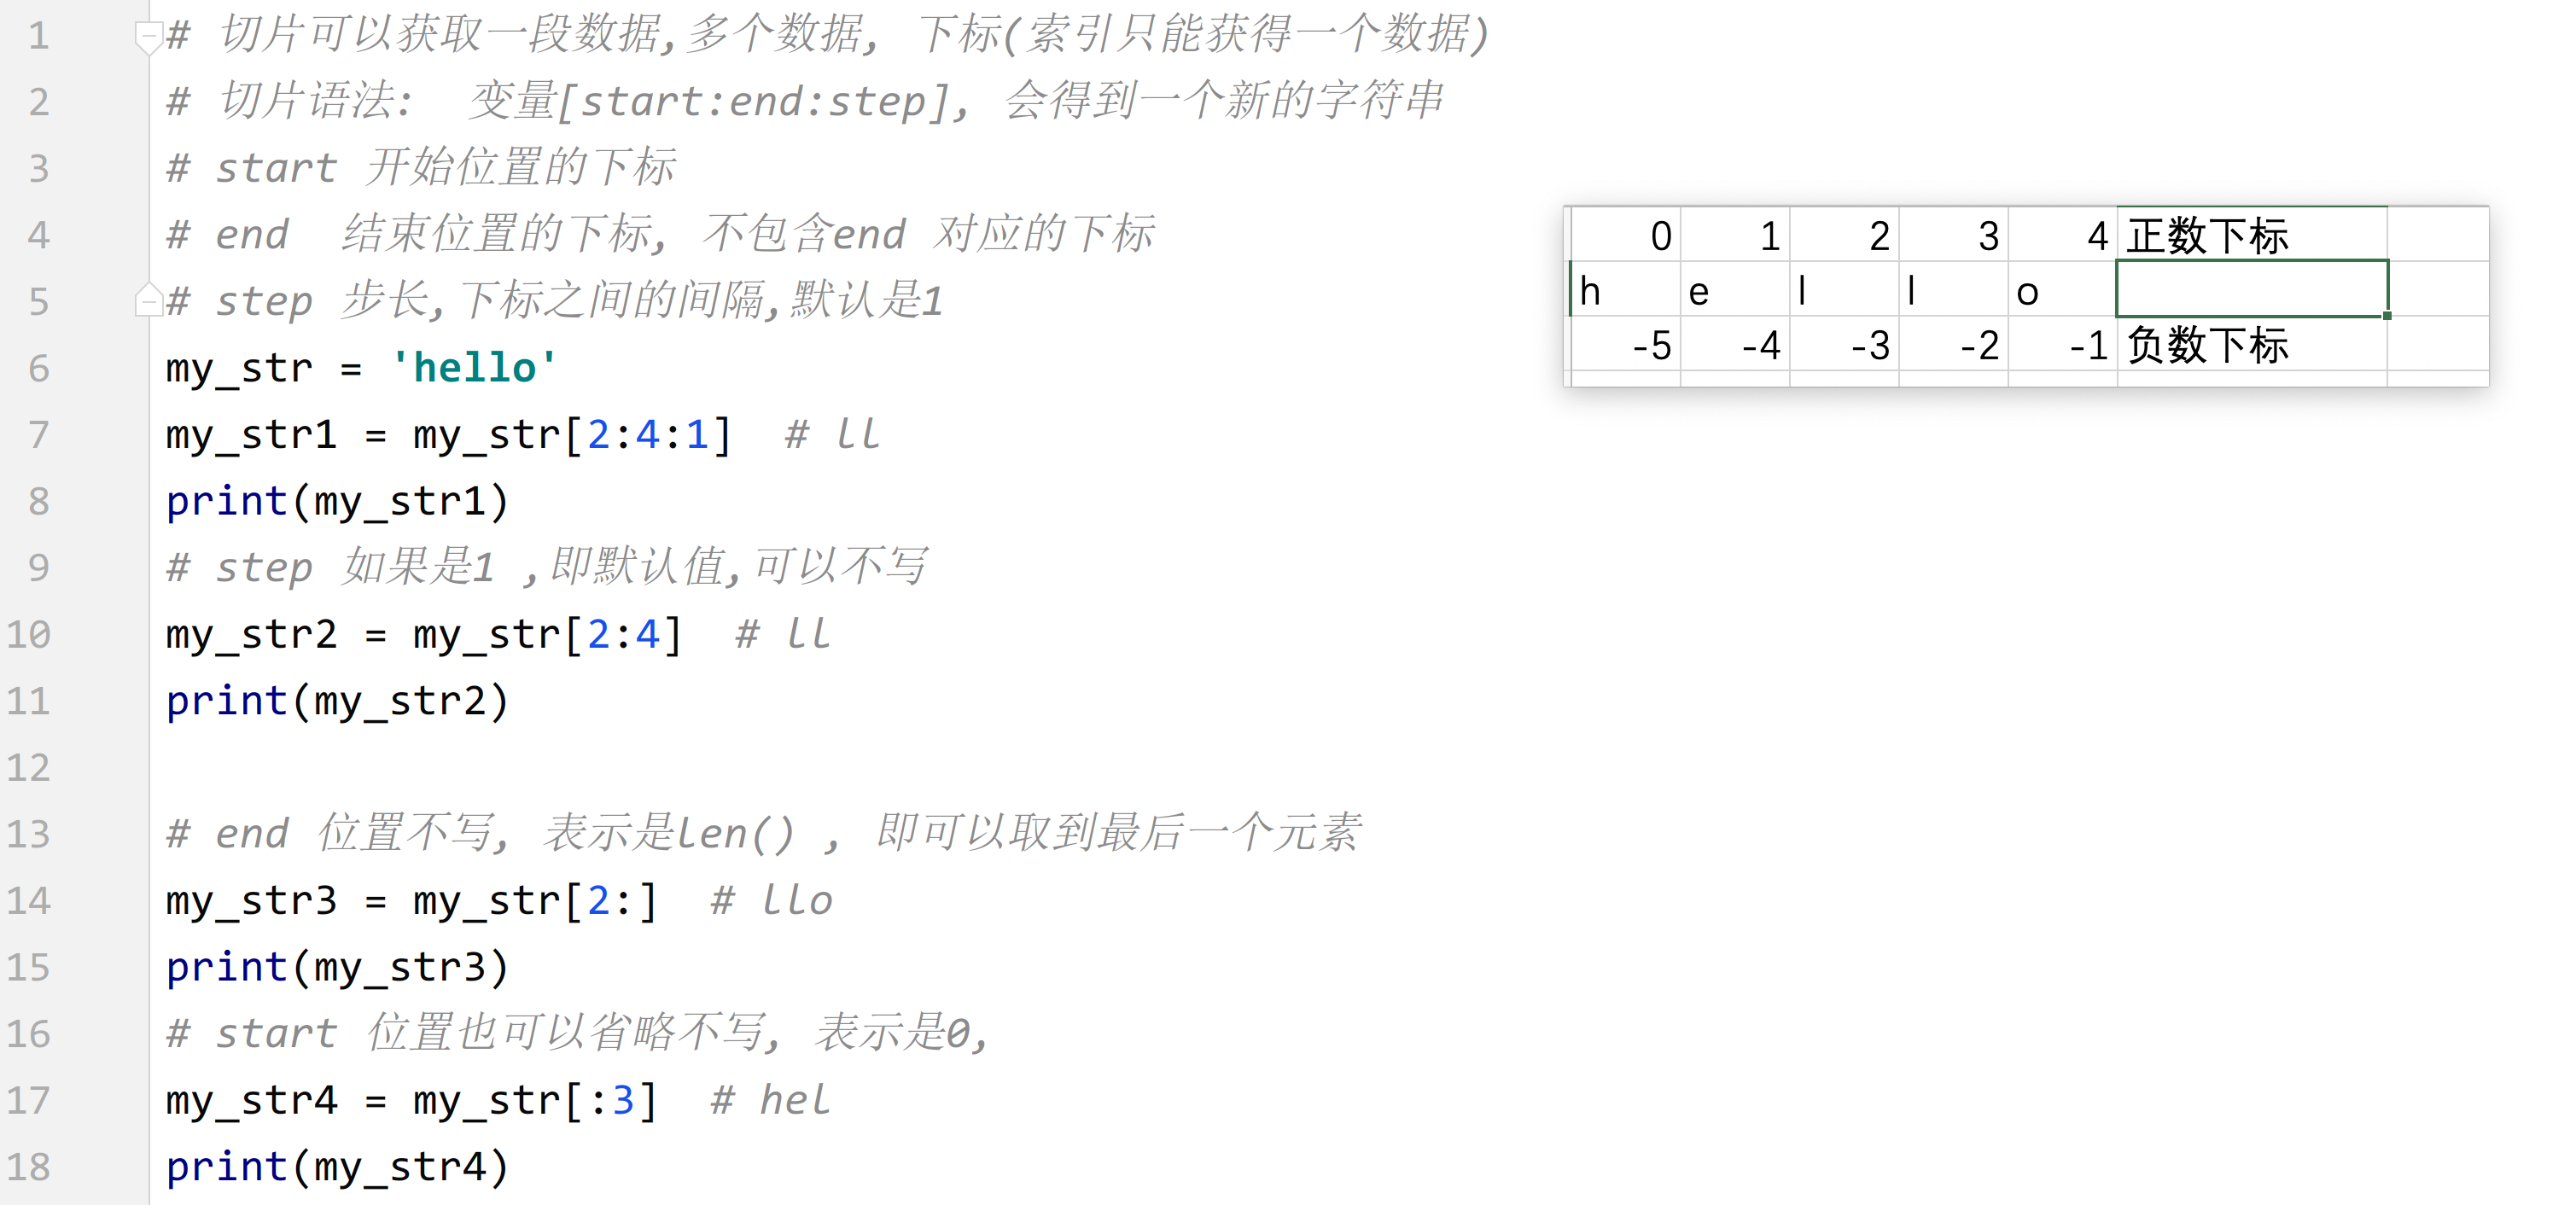 1 # 切片可以获取一段数据,多个数据, 下标(索引只能获得一个数据)
2 # 切片语法:  变量[start:end:step], 会得到一个新的字符串
3 # start 开始位置的下标
4 # end  结束位置的下标, 不包含end 对应的下标
5 # step 步长,下标之间的间隔,默认是1
6 my_str = 'hello'
7 my_str1 = my_str[2:4:1]  # ll
8 print(my_str1)
9 # step 如果是1 ,即默认值,可以不写
10 my_str2 = my_str[2:4]  # ll
11 print(my_str2)
12
13 # end 位置不写, 表示是len() , 即可以取到最后一个元素
14 my_str3 = my_str[2:]  # llo
15 print(my_str3)
16 # start 位置也可以省略不写, 表示是0,
17 my_str4 = my_str[:3]  # hel
18 print(my_str4)
0 1 2 3 4 正数下标
h e l l o
-5 -4 -3 -2 -1 负数下标